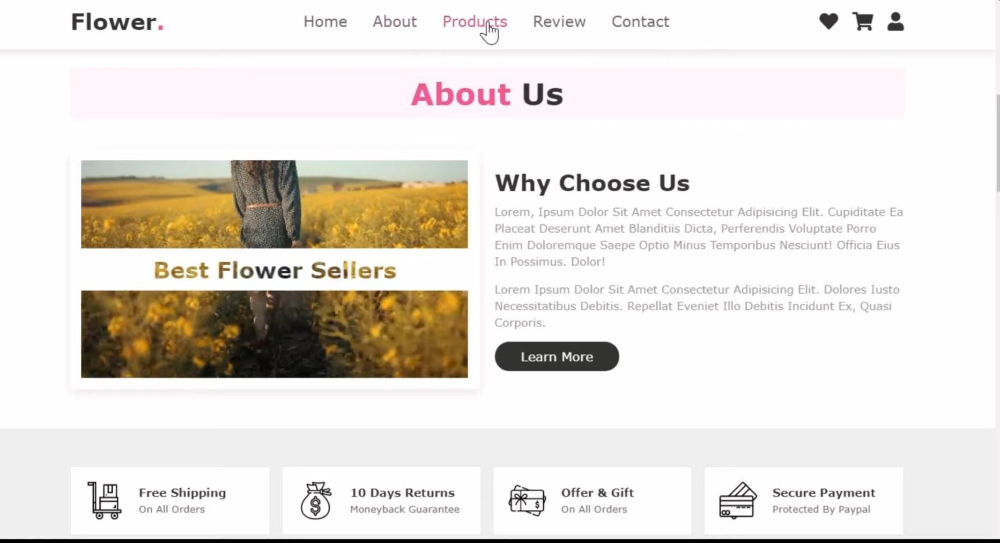 Flower.
Home About Products Review Contact
About Us
Best Flower Sellers
Why Choose Us
Lorem, Ipsum Dolor Sit Amet Consectetur Adipisicing Elit. Cupiditate Ea
Placeat Deserunt Amet Blanditiis Dicta, Perferendis Voluptate Porro
Enim Doloremque Saepe Optio Minus Temporibus Nesciunt! Officia Eius
In Possimus. Dolor!
Lorem Ipsum Dolor Sit Amet Consectetur Adipisicing Elit. Dolores Iusto
Necessitatibus Debitis. Repellat Eveniet Illo Debitis Incidunt Ex, Quasi
Corporis.
Learn More
Free Shipping
On All Orders
$
10 Days Returns
Moneyback Guarantee
$
Offer & Gift
On All Orders
Secure Payment
Protected By Paypal